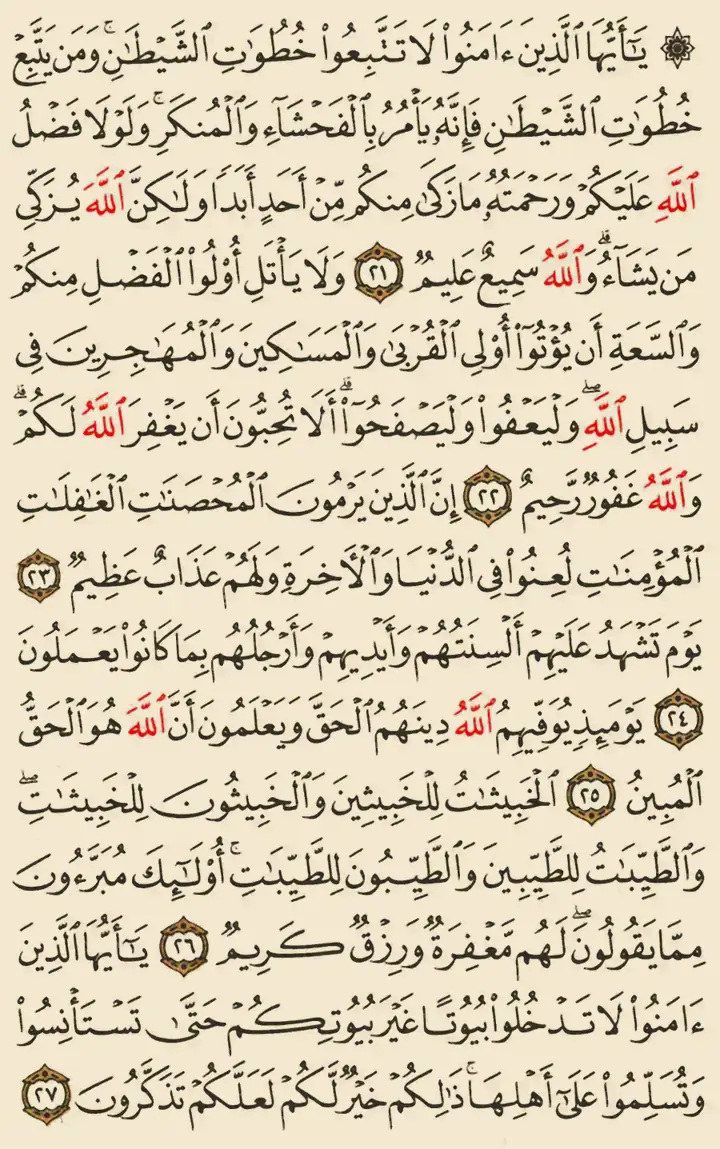 ۞ يَٰٓأَيُّهَا ٱلَّذِينَ ءَامَنُوا۟ لَا تَتَّبِعُوا۟ خُطُوَٰتِ ٱلشَّيْطَٰنِ ۚ وَمَن يَتَّبِعْ
خُطُوَٰتِ ٱلشَّيْطَٰنِ فَإِنَّهُۥ يَأْمُرُ بِٱلْفَحْشَآءِ وَٱلْمُنكَرِ ۚ وَلَوْلَا فَضْلُ
ٱللَّهِ عَلَيْكُمْ وَرَحْمَتُهُۥ مَا زَكَىٰ مِنكُم مِّنْ أَحَدٍ أَبَدًا وَلَٰكِنَّ ٱللَّهَ يُزَكِّى
مَن يَشَآءُ ۗ وَٱللَّهُ سَمِيعٌ عَلِيمٌ ٢١ وَلَا يَأْتَلِ أُو۟لُوا۟ ٱلْفَضْلِ مِنكُمْ
وَٱلسَّعَةِ أَن يُؤْتُوٓا۟ أُو۟لِى ٱلْقُرْبَىٰ وَٱلْمَسَٰكِينَ وَٱلْمُهَٰجِرِينَ فِى
سَبِيلِ ٱللَّهِ ۖ وَلْيَعْفُوا۟ وَلْيَصْفَحُوٓا۟ ۗ أَلَا تُحِبُّونَ أَن يَغْفِرَ ٱللَّهُ لَكُمْ ۗ
وَٱللَّهُ غَفُورٌ رَّحِيمٌ ٢٢ إِنَّ ٱلَّذِينَ يَرْمُونَ ٱلْمُحْصَنَٰتِ ٱلْغَٰفِلَٰتِ
ٱلْمُؤْمِنَٰتِ لُعِنُوا۟ فِى ٱلدُّنْيَا وَٱلْءَاخِرَةِ وَلَهُمْ عَذَابٌ عَظِيمٌ ٢٣
يَوْمَ تَشْهَدُ عَلَيْهِمْ أَلْسِنَتُهُمْ وَأَيْدِيهِمْ وَأَرْجُلُهُم بِمَا كَانُوا۟ يَعْمَلُونَ
٢٤ يَوْمَئِذٍ يُوَفِّيهِمُ ٱللَّهُ دِينَهُمُ ٱلْحَقَّ وَيَعْلَمُونَ أَنَّ ٱللَّهَ هُوَ ٱلْحَقُّ
ٱلْمُبِينُ ٢٥ ٱلْخَبِيثَٰتُ لِلْخَبِيثِينَ وَٱلْخَبِيثُونَ لِلْخَبِيثَٰتِ ۖ
وَٱلطَّيِّبَٰتُ لِلطَّيِّبِينَ وَٱلطَّيِّبُونَ لِلطَّيِّبَٰتِ ۚ أُو۟لَٰٓئِكَ مُبَرَّءُونَ
مِمَّا يَقُولُونَ ۖ لَهُم مَّغْفِرَةٌ وَرِزْقٌ كَرِيمٌ ٢٦ يَٰٓأَيُّهَا ٱلَّذِينَ
ءَامَنُوا۟ لَا تَدْخُلُوا۟ بُيُوتًا غَيْرَ بُيُوتِكُمْ حَتَّىٰ تَسْتَأْنِسُوا۟
وَتُسَلِّمُوا۟ عَلَىٰٓ أَهْلِهَا ۚ ذَٰلِكُمْ خَيْرٌ لَّكُمْ لَعَلَّكُمْ تَذَكَّرُونَ ٢٧